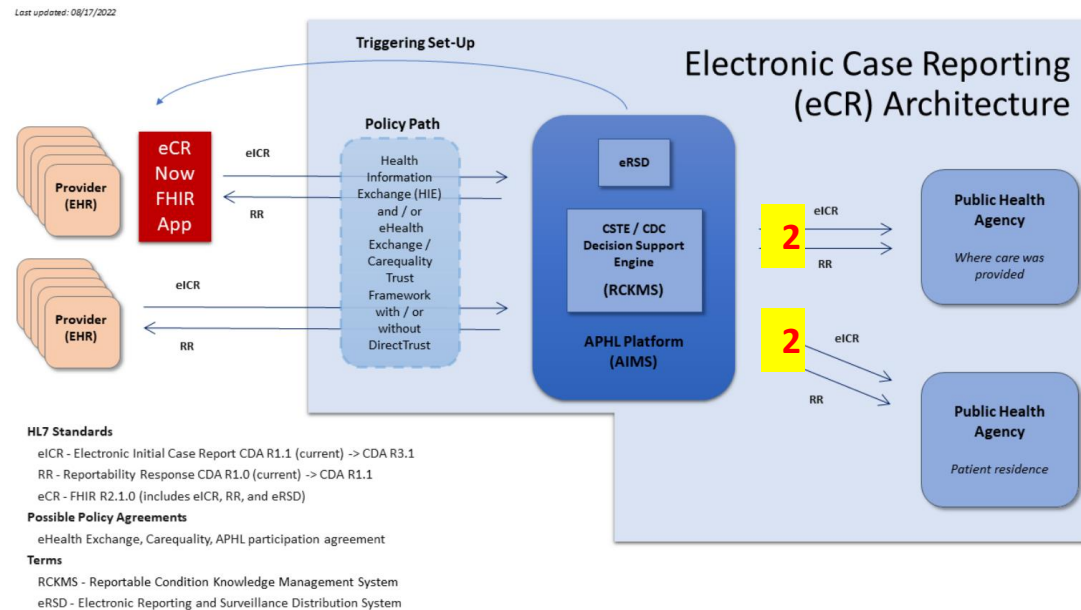 Last updated: 08/17/2022
Triggering Set-Up
Electronic Case Reporting
(eCR) Architecture
Policy Path
Provider
(EHR)
eCR
Now
FHIR
App
eICR
RR
Health
Information
Exchange (HIE)
and / or
eHealth
Exchange /
Carequality
Trust
Framework
with / or
without
DirectTrust
eRSD
CSTE / CDC
Decision Support
Engine
(RCKMS)
APHL Platform
(AIMS)
2
eICR
RR
Public Health
Agency
Where care was
provided
Provider
(EHR)
eICR
RR
2
eICR
RR
Public Health
Agency
Patient residence
HL7 Standards
eICR - Electronic Initial Case Report CDA R1.1 (current) -> CDA R3.1
RR - Reportability Response CDA R1.0 (current) -> CDA R1.1
eCR - FHIR R2.1.0 (includes eICR, RR, and eRSD)
Possible Policy Agreements
eHealth Exchange, Carequality, APHL participation agreement
Terms
RCKMS - Reportable Condition Knowledge Management System
eRSD - Electronic Reporting and Surveillance Distribution System